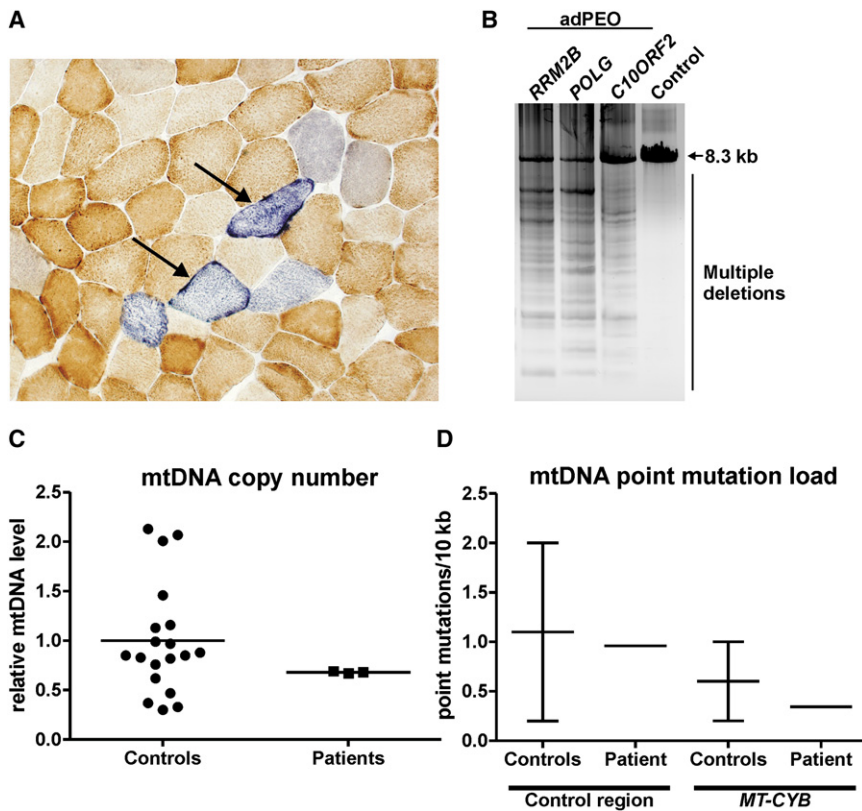 A
B
adPEO
RRM2B
POLG
C10ORF2
Control
8.3 kb
Multiple
deletions
C
mtDNA copy number
relative mtDNA level
2.5
2.0
1.5
1.0
0.5
0.0
Controls
Patients
D
mtDNA point mutation load
point mutations/10 kb
2.5
2.0
1.5
1.0
0.5
0.0
Controls
Patient
Controls
Patient
Control region
MT-CYB